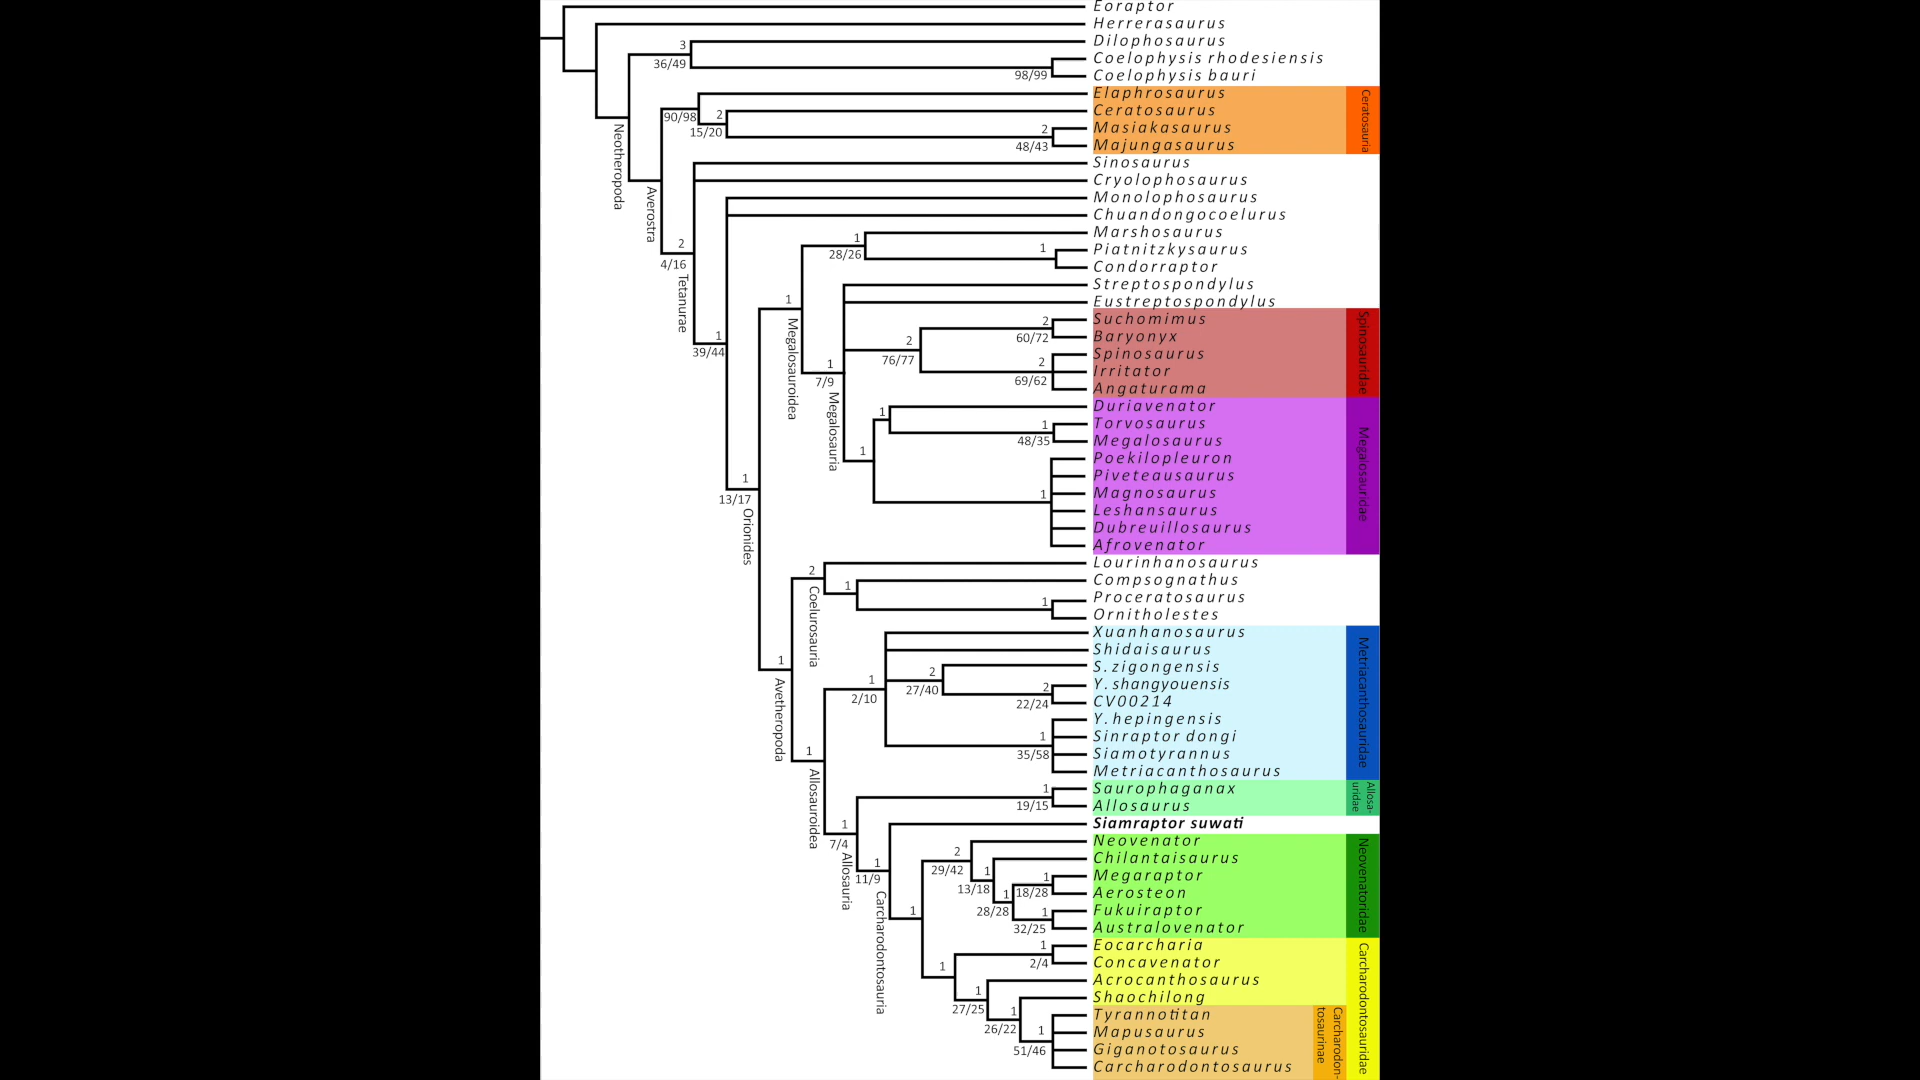 Eoraptor
Herrerasaurus
3
Dilophosaurus
36/49
Coelophysis rhodesiensis
98/99
Coelophysis bauri
Elaphrosaurus
90/98
2
Ceratosaurus
15/20
2
Masiakasaurus
48/43
Majungasaurus
Ceratosauria
Neotheropoda
Sinosaurus
Cryolophosaurus
Averostra
Monolophosaurus
Chuandongocoelurus
2
4/16
Tetanurae
1
Marshosaurus
28/26
1
Piatnitzkysaurus
Condorraptor
Streptospondylus
1
Eustreptospondylus
Megalosauroidea
2
Suchomimus
60/72
Baryonyx
2
76/77
Spinosaurus
2
Irritator
69/62
Angaturama
Spinosauridae
1
39/44
1
7/9
Megalosauria
1
Duriavenator
1
Torvosaurus
48/35
Megalosaurus
1
Poekilopleuron
Piveteausaurus
1
Magnosaurus
Leshansaurus
Dubreuillosaurus
Afrovenator
Megalosauridae
1
13/17
Orionides
Lourinhanosaurus
2
Coelurosauria
1
Compsognathus
1
Proceratosaurus
Ornitholestes
Xuanhanosaurus
Shidaisaurus
1
Avetheropoda
1
2/10
2
27/40
S. zigongensis
2
Y. shangyouensis
22/24
CV00214
Y. hepingensis
1
Sinraptor dongi
35/58
Siamotyrannus
Metriacanthosaurus
Metriacanthosauridae
1
Allosauroidea
1
Saurophaganax
19/15
Allosaurus
Allosa-
uridae
1
7/4
Allosauria
Siamraptor suwati
1
11/9
Carcharodontosauria
2
29/42
Neovenator
1
13/18
Chilantaisaurus
1
Megaraptor
18/28
Aerosteon
1
28/28
1
Fukuiraptor
32/25
Australovenator
Neovenatoridae
1
1
Eocarcharia
2/4
Concavenator
1
1
27/25
Acrocanthosaurus
1
26/22
Shaochilong
Tyrannotitan
1
Mapusaurus
51/46
Giganotosaurus
Carcharodontosaurus
Carcharodon-
tosaurinae
Carcharodontosauridae